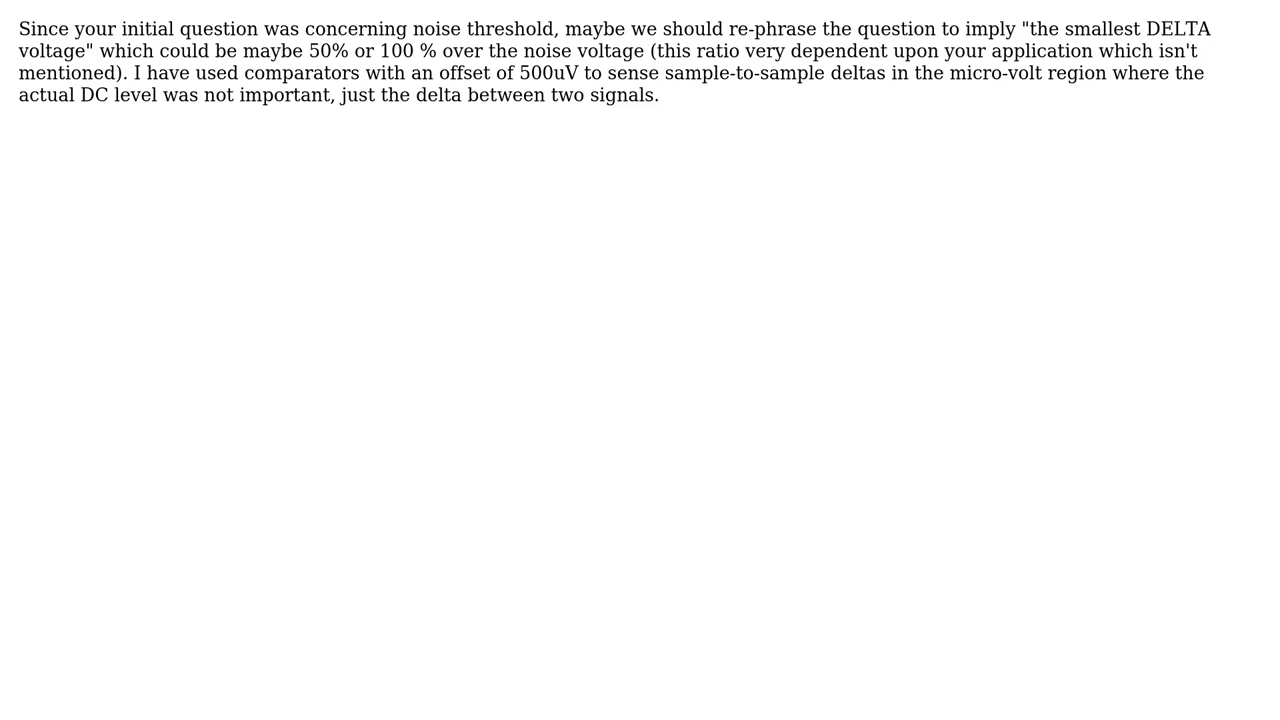 Since your initial question was concerning noise threshold, maybe we should re-phrase the question to imply "the smallest DELTA
voltage" which could be maybe 50% or 100 % over the noise voltage (this ratio very dependent upon your application which isn't
mentioned). I have used comparators with an offset of 500uV to sense sample-to-sample deltas in the micro-volt region where the
actual DC level was not important, just the delta between two signals.